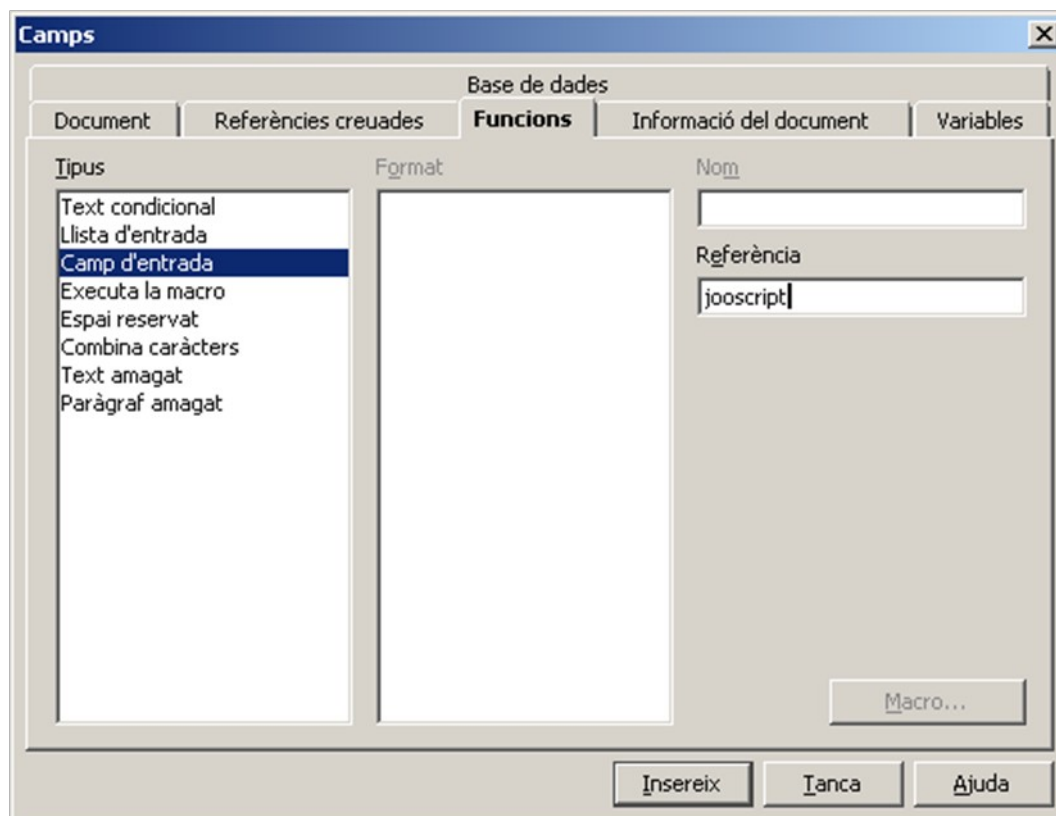 Camps
Base de dades
Document Referències creuades Funcions Informació del document Variables
Tipus Format Nom
Text condicional
Llista d'entrada
Camp d'entrada
Executa la macro
Espai reservat
Combina caràcters
Text amagat
Paràgraf amagat
Referència
jooscript
Macro...
Insereix Tanca Ajuda